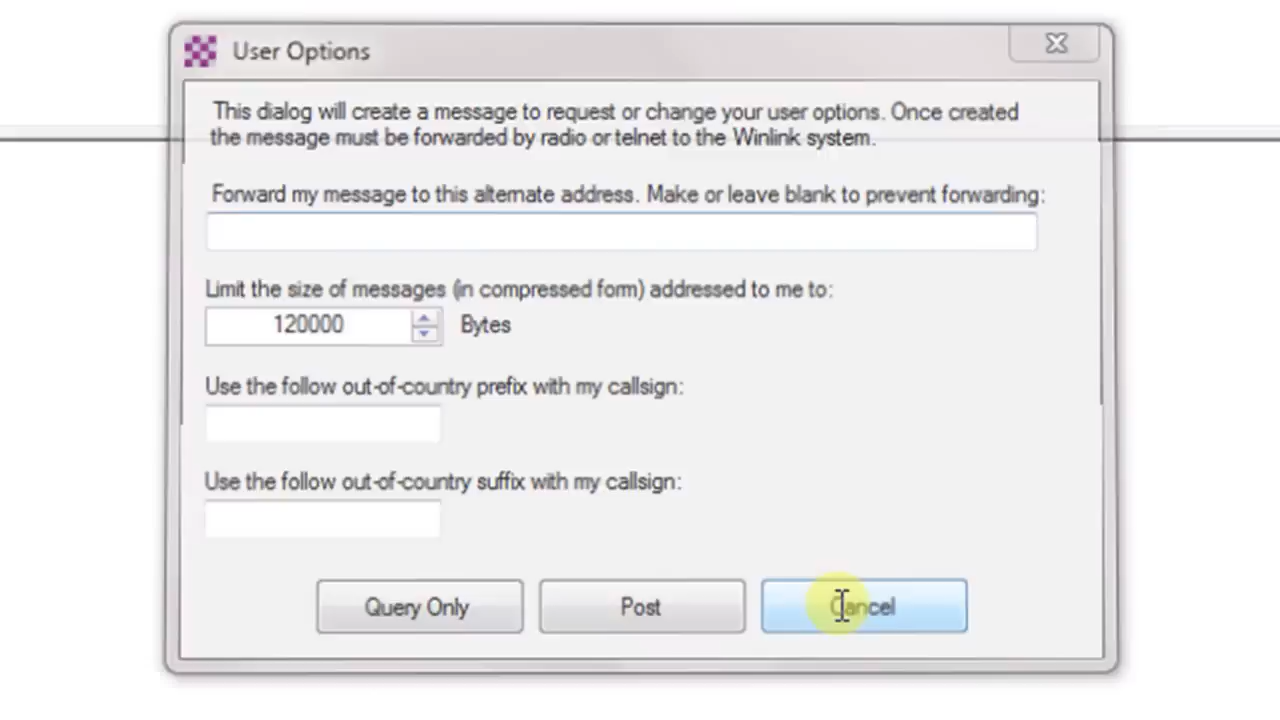 User Options
This dialog will create a message to request or change your user options. Once created
the message must be forwarded by radio or telnet to the Winlink system.
Forward my message to this alternate address. Make or leave blank to prevent forwarding:
Limit the size of messages (in compressed form) addressed to me to:
120000 Bytes
Use the follow out-of-country prefix with my callsign:
Use the follow out-of-country suffix with my callsign:
Query Only Post Cancel